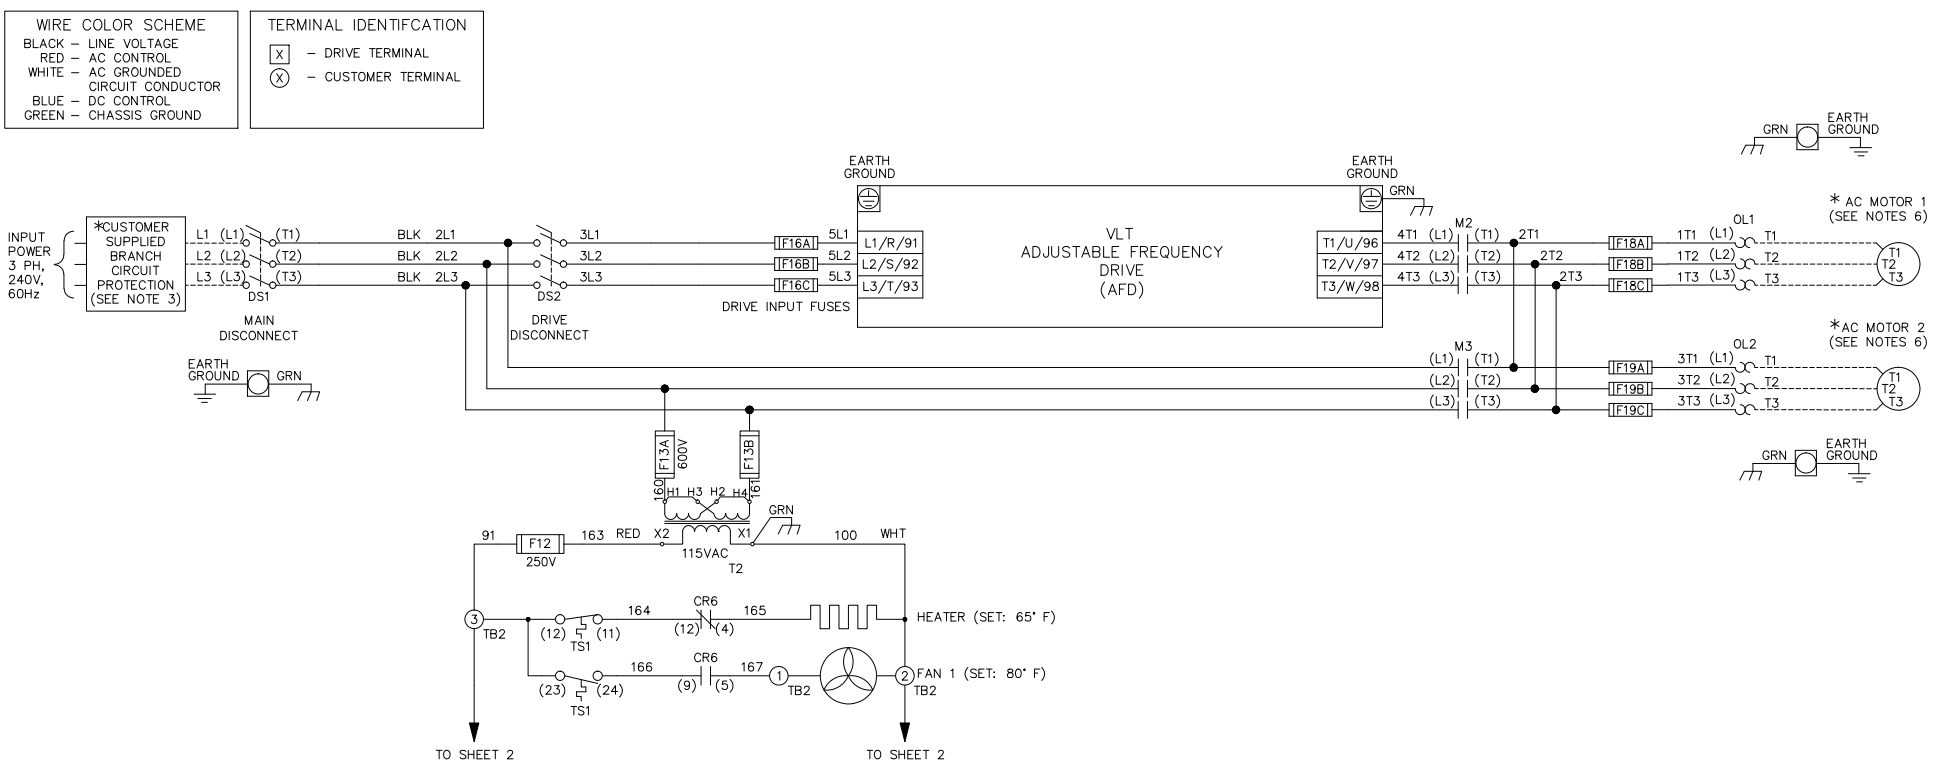 WIRE COLOR SCHEME
BLACK – LINE VOLTAGE
RED – AC CONTROL
WHITE – AC GROUNDED
CIRCUIT CONDUCTOR
BLUE – DC CONTROL
GREEN – CHASSIS GROUND
TERMINAL IDENTIFCATION
X – DRIVE TERMINAL
X – CUSTOMER TERMINAL
INPUT
POWER
3 PH,
240V,
60Hz
*CUSTOMER
SUPPLIED
BRANCH
CIRCUIT
PROTECTION
(SEE NOTE 3)
L1 (L1) (T1) BLK 2L1 3L1 F16A 5L1 L1/R/91
L2 (L2) (T2) BLK 2L2 3L2 F16B 5L2 L2/S/92
L3 (L3) (T3) BLK 2L3 3L3 F16C 5L3 L3/T/93
DS1
MAIN
DISCONNECT
DS2
DRIVE
DISCONNECT
DRIVE INPUT FUSES
EARTH
GROUND
GRN
EARTH
GROUND
VLT
ADJUSTABLE FREQUENCY
DRIVE
(AFD)
EARTH
GROUND
GRN
M2
T1/U/96 4T1 (L1) (T1) 2T1 F18A 1T1 (L1) T1
T2/V/97 4T2 (L2) (T2) 2T2 F18B 1T2 (L2) T2
T3/W/98 4T3 (L3) (T3) 2T3 F18C 1T3 (L3) T3
OL1
GRN
EARTH
GROUND
* AC MOTOR 1
(SEE NOTES 6)
T1
T2
T3
M3
(L1) (T1) F19A 3T1 (L1) T1
(L2) (T2) F19B 3T2 (L2) T2
(L3) (T3) F19C 3T3 (L3) T3
OL2
*AC MOTOR 2
(SEE NOTES 6)
T1
T2
T3
GRN
EARTH
GROUND
F13A
600V
F13B
160
H1 H3 H2 H4
161
GRN
91 F12 163 RED X2 X1 100 WHT
250V
115VAC
T2
3
TB2
(12) (11) 164 CR6 (12) (4) 165
TS1
HEATER (SET: 65° F)
(23) (24) 166 CR6 (9) (5) 167 1 TB2
TS1
2
TB2
FAN 1 (SET: 80° F)
TO SHEET 2
TO SHEET 2